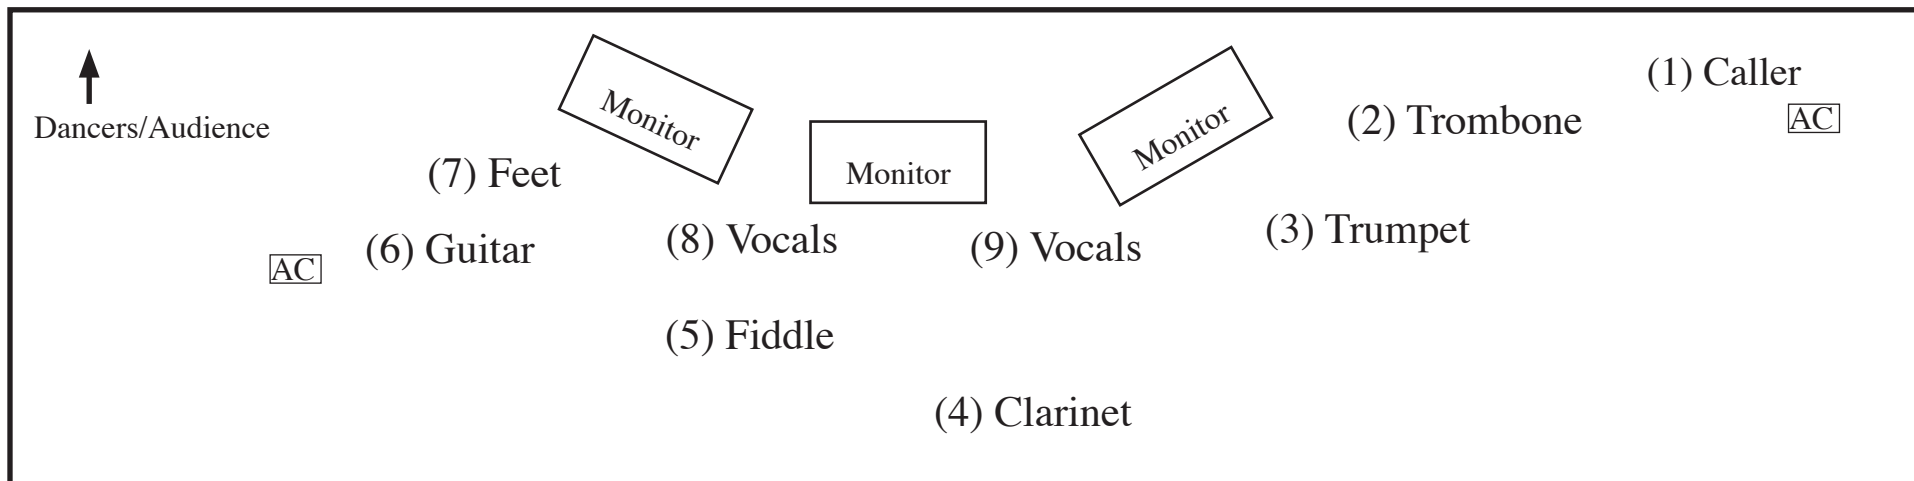 (1) Caller
Monitor
Monitor
(2) Trombone
AC
Dancers/Audience
(7) Feet
Monitor
(3) Trumpet
(6) Guitar
(8) Vocals
(9) Vocals
AC
(5) Fiddle
(4) Clarinet